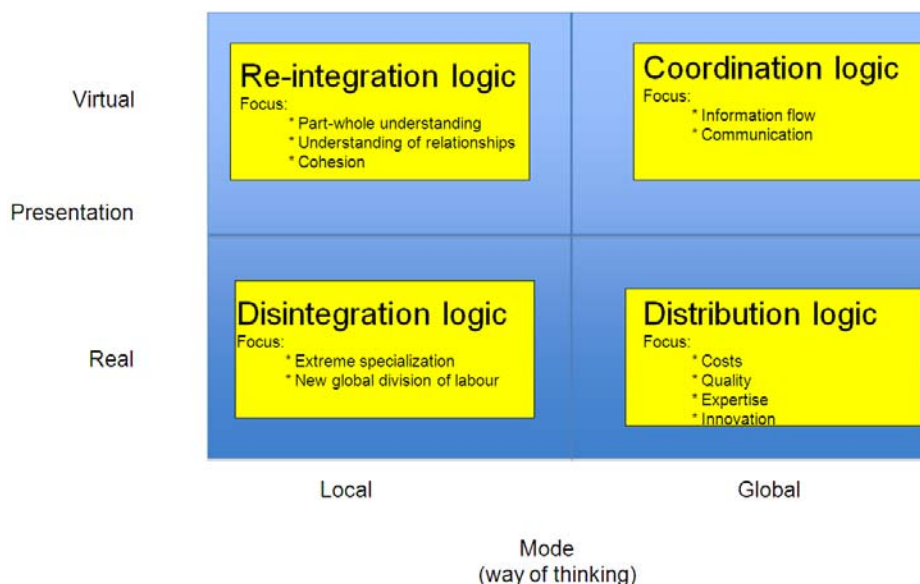 Virtual
Presentation
Real
Re-integration logic
Focus:
* Part-whole understanding
* Understanding of relationships
* Cohesion
Coordination logic
Focus:
* Information flow
* Communication
Disintegration logic
Focus:
* Extreme specialization
* New global division of labour
Distribution logic
Focus:
* Costs
* Quality
* Expertise
* Innovation
Local
Global
Mode
(way of thinking)